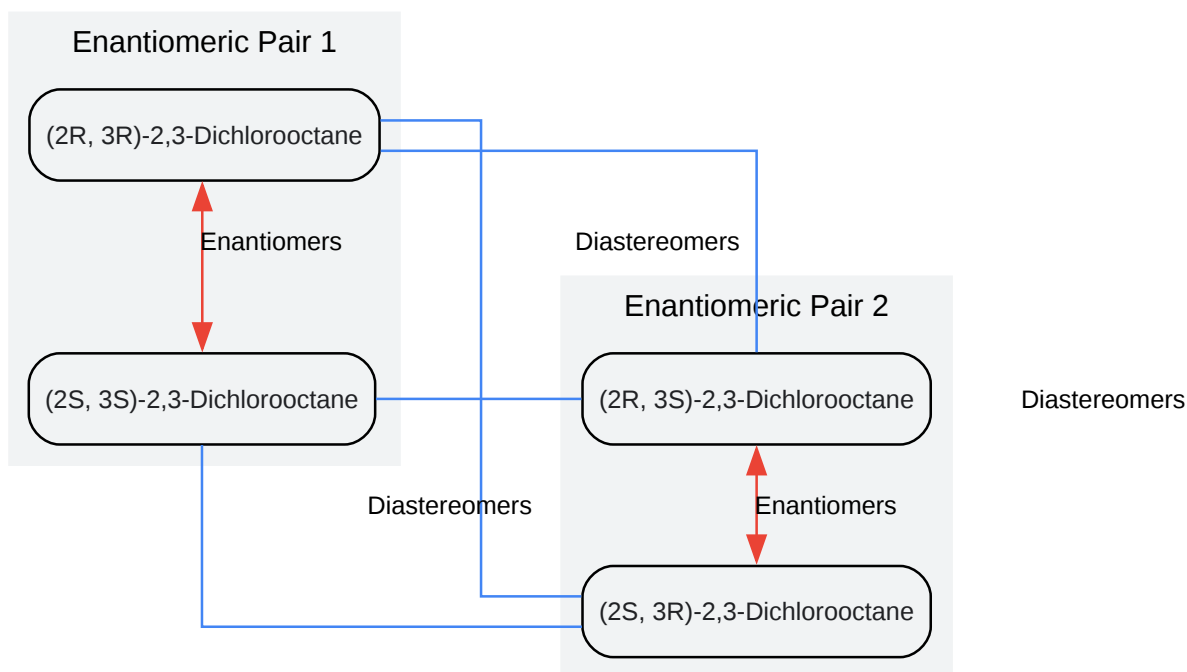 Enantiomeric Pair 1
(2R, 3R)-2,3-Dichlorooctane
Enantiomers
Diastereomers
Enantiomeric Pair 2
(2S, 3S)-2,3-Dichlorooctane
(2R, 3S)-2,3-Dichlorooctane
Diastereomers
Diastereomers
Enantiomers
(2S, 3R)-2,3-Dichlorooctane